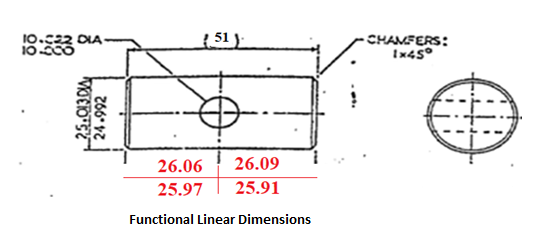 10.022 DIA
10.000
(51)
CHAMFERS:
1x45°
25.013 DIA
24.992
26.06 26.09
25.97 25.91
Functional Linear Dimensions